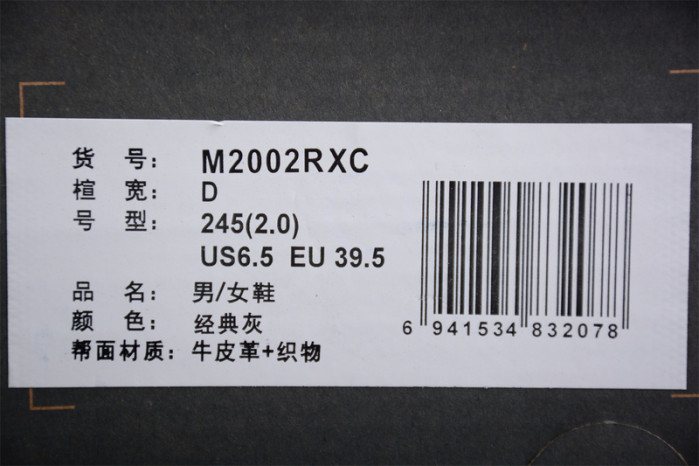 货 号： M2002RXC
楦 宽： D
号 型： 245(2.0)
US6.5 EU 39.5
品 名： 男/女鞋
颜 色： 经典灰
帮面材质：牛皮革+织物
6 941534 832078